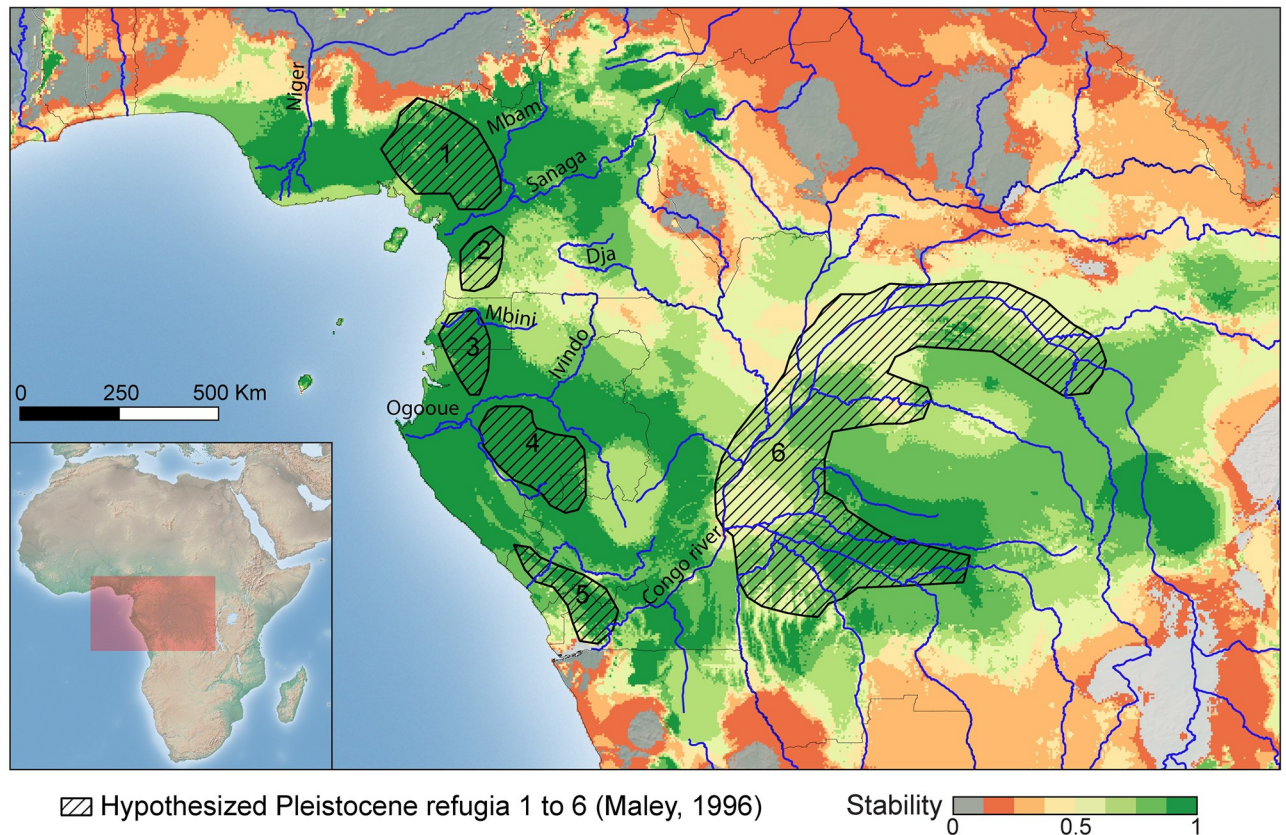 Niger
Mbam
1
Sanaga
2
Dja
Mbini
3
Ivindo
0 250 500 Km
Ogooue
4
6
Congo river
5
Hypothesized Pleistocene refugia 1 to 6 (Maley, 1996)
Stability
0 0.5 1